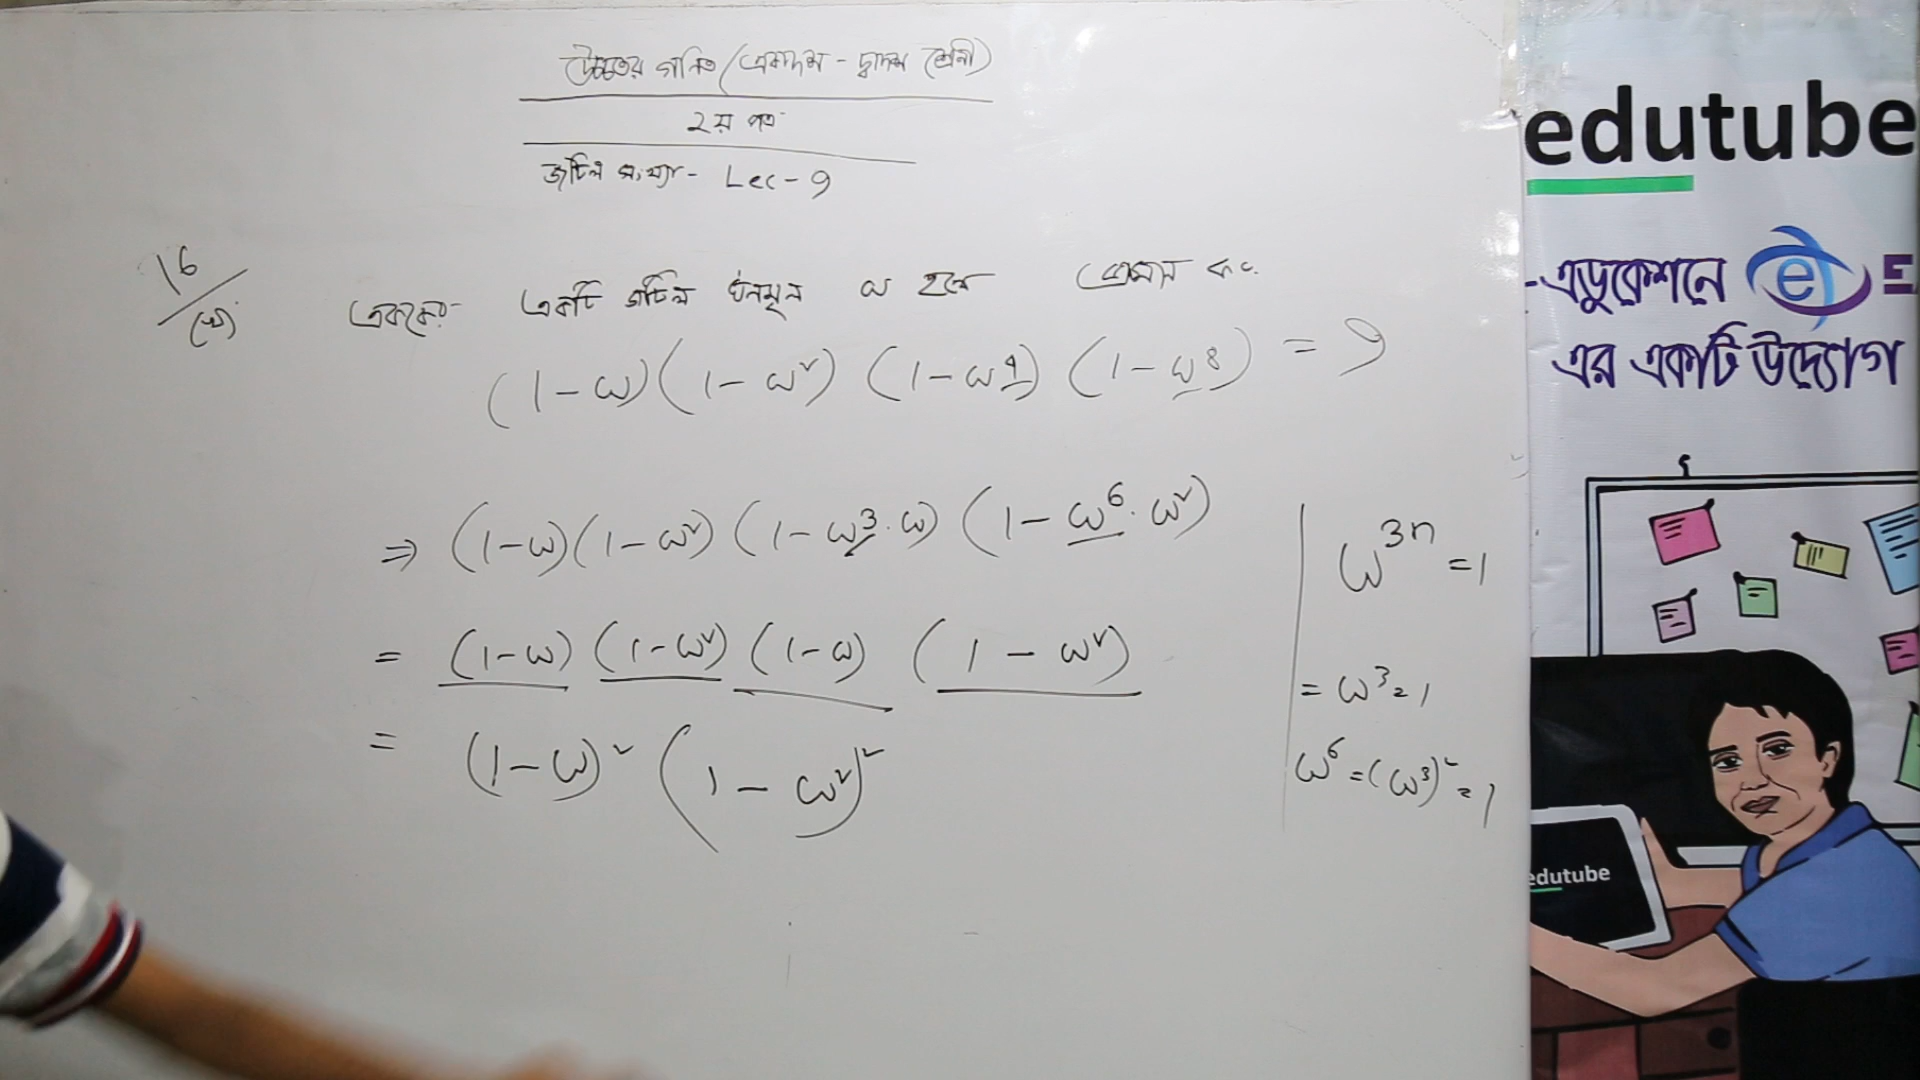 উচ্চতর গনিত (একাদশ - দ্বাদশ শ্রেনী)
২য় পত্র
জটিল সংখ্যা - Lec - 9
16
(খ)
এককের একটি জটিল ঘনমূল ω হলে প্রমান কর
(1-ω)(1-ω²)(1-ω⁴)(1-ω⁸) = 9
⇒ (1-ω)(1-ω²)(1-ω³.ω)(1-ω⁶.ω²)
= (1-ω)(1-ω²)(1-ω)(1-ω²)
= (1-ω)²(1-ω²)²
ω³ⁿ = 1
= ω³ = 1
ω⁶ = (ω³)² = 1
edutube
-এডুকেশনে e E
এর একটি উদ্যোগ
edutube